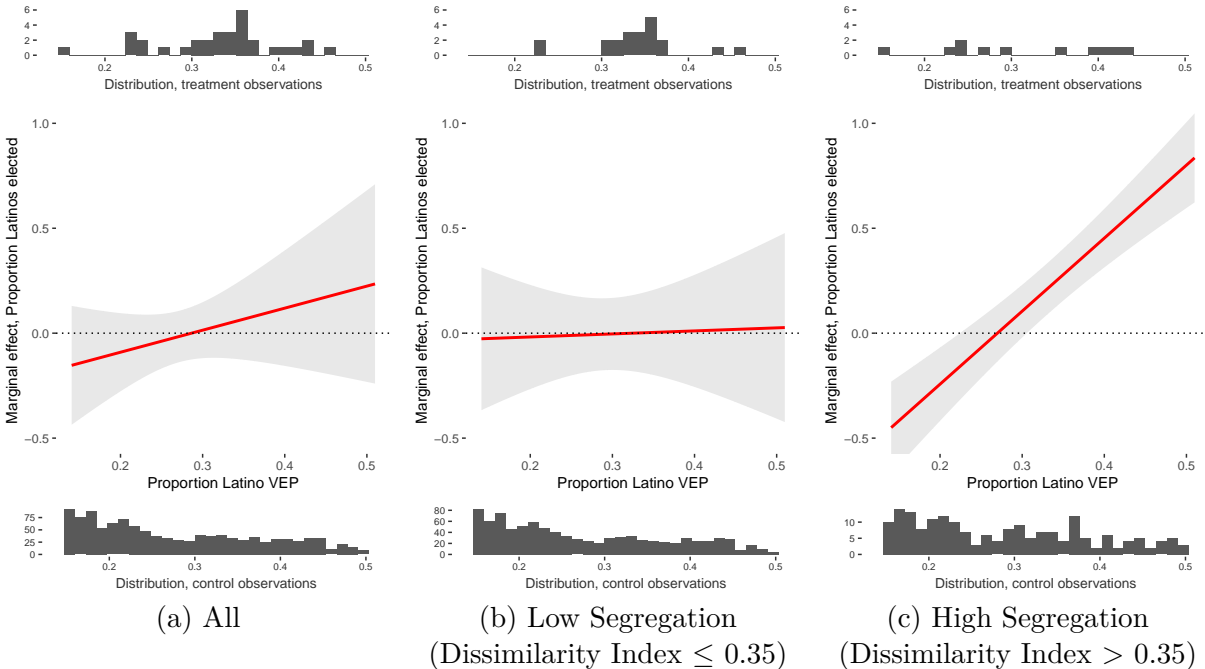 6
4
2
0
0.2 0.3 0.4 0.5
Distribution, treatment observations
6
4
2
0
0.2 0.3 0.4 0.5
Distribution, treatment observations
6
4
2
0
0.2 0.3 0.4 0.5
Distribution, treatment observations
Marginal effect, Proportion Latinos elected
1.0
0.5
0.0
−0.5
0.2 0.3 0.4 0.5
Proportion Latino VEP
Marginal effect, Proportion Latinos elected
1.0
0.5
0.0
−0.5
0.2 0.3 0.4 0.5
Proportion Latino VEP
Marginal effect, Proportion Latinos elected
1.0
0.5
0.0
−0.5
0.2 0.3 0.4 0.5
Proportion Latino VEP
75
50
25
0
0.2 0.3 0.4 0.5
Distribution, control observations
80
60
40
20
0
0.2 0.3 0.4 0.5
Distribution, control observations
10
5
0
0.2 0.3 0.4 0.5
Distribution, control observations
(a) All
(b) Low Segregation
(Dissimilarity Index ≤ 0.35)
(c) High Segregation
(Dissimilarity Index > 0.35)